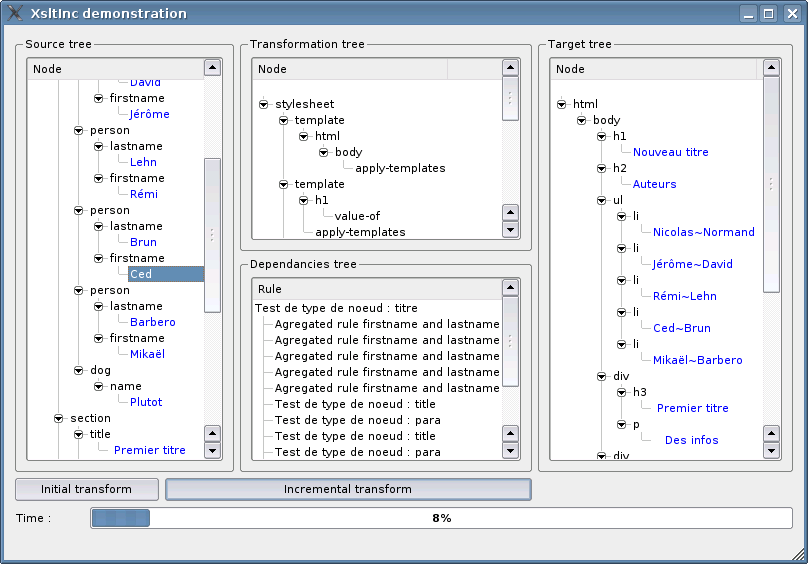 XsltInc demonstration
Source tree
Node
David
firstname
Jérôme
person
lastname
Lehn
firstname
Rémi
person
lastname
Brun
firstname
Ced
person
lastname
Barbero
firstname
Mikaël
dog
name
Plutot
section
title
Premier titre
Transformation tree
Node
stylesheet
template
html
body
apply-templates
template
h1
value-of
apply-templates
Dependancies tree
Rule
Test de type de noeud : titre
Agregated rule firstname and lastname
Agregated rule firstname and lastname
Agregated rule firstname and lastname
Agregated rule firstname and lastname
Agregated rule firstname and lastname
Test de type de noeud : title
Test de type de noeud : para
Test de type de noeud : title
Test de type de noeud : para
Target tree
Node
html
body
h1
Nouveau titre
h2
Auteurs
ul
li
Nicolas~Normand
li
Jérôme~David
li
Rémi~Lehn
li
Ced~Brun
li
Mikaël~Barbero
div
h3
Premier titre
p
Des infos
div
Initial transform
Incremental transform
Time :
8%